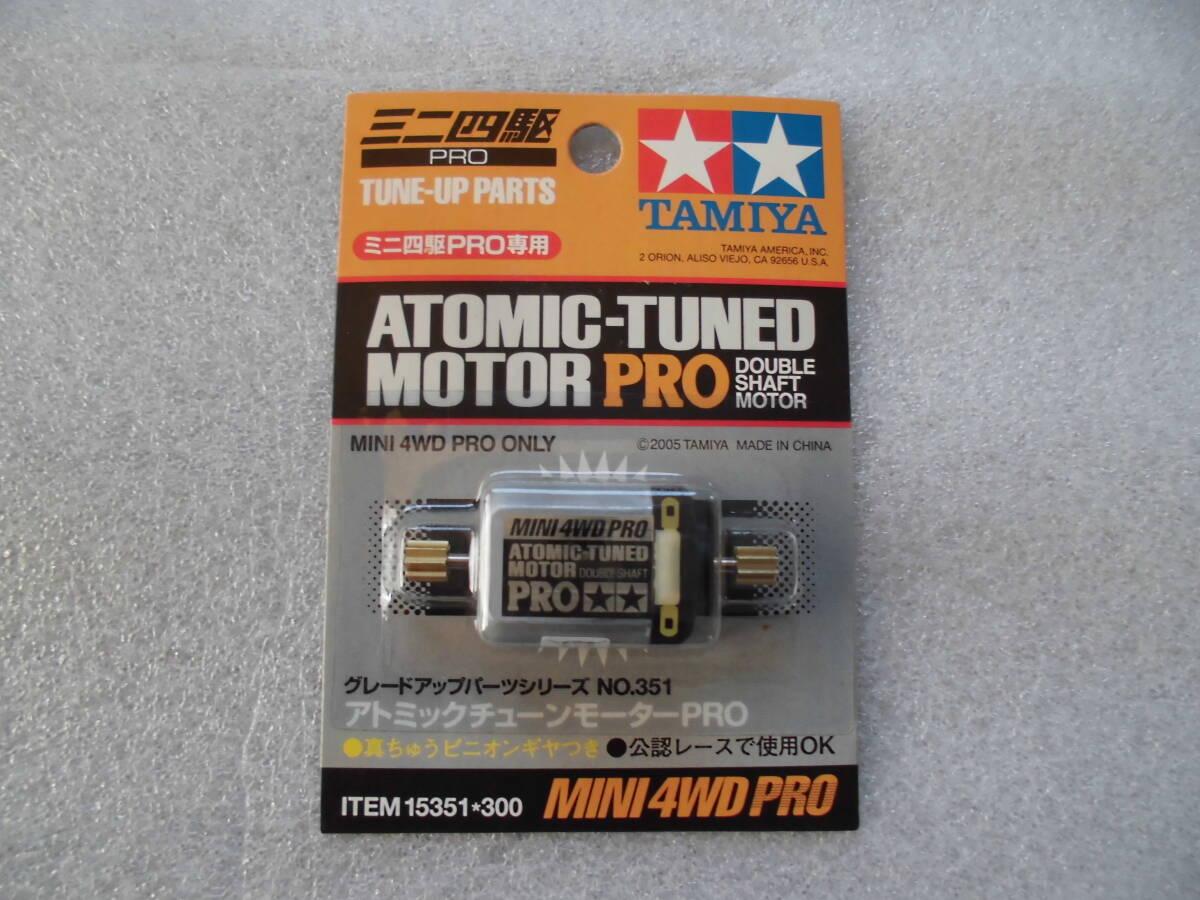 ミニ四駆
PRO
TUNE-UP PARTS
ミニ四駆PRO専用
TAMIYA
TAMIYA AMERICA, INC.
2 ORION, ALISO VIEJO, CA 92656 U.S.A.
ATOMIC-TUNED
MOTOR PRO
DOUBLE
SHAFT
MOTOR
MINI 4WD PRO ONLY
©2005 TAMIYA MADE IN CHINA
MINI 4WD PRO
ATOMIC-TUNED
MOTOR DOUBLE SHAFT
PRO
グレードアップパーツシリーズ NO.351
アトミックチューンモーターPRO
●真ちゅうピニオンギヤつき ●公認レースで使用OK
ITEM 15351*300
MINI 4WD PRO